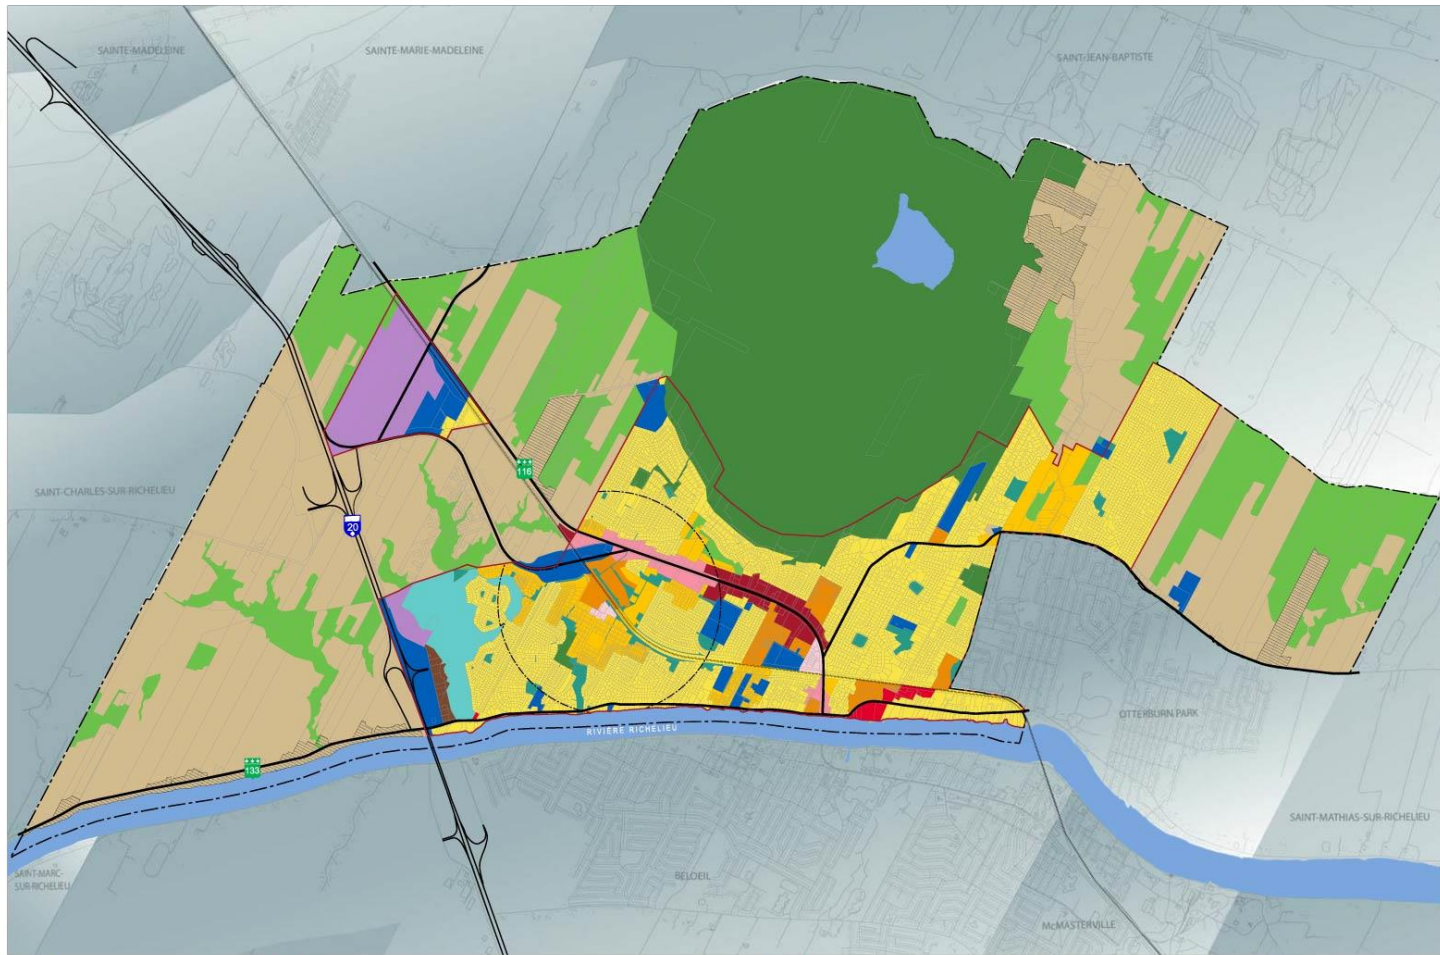 SAINTE-MADELEINE
SAINTE-MARIE-MADELEINE
SAINT-JEAN-BAPTISTE
116
SAINT-CHARLES-SUR-RICHELIEU
20
RIVIÈRE RICHELIEU
OTTERBURN PARK
133
SAINT-MATHIAS-SUR-RICHELIEU
SAINT-MARC-
SUR-RICHELIEU
BELOEIL
McMASTERVILLE